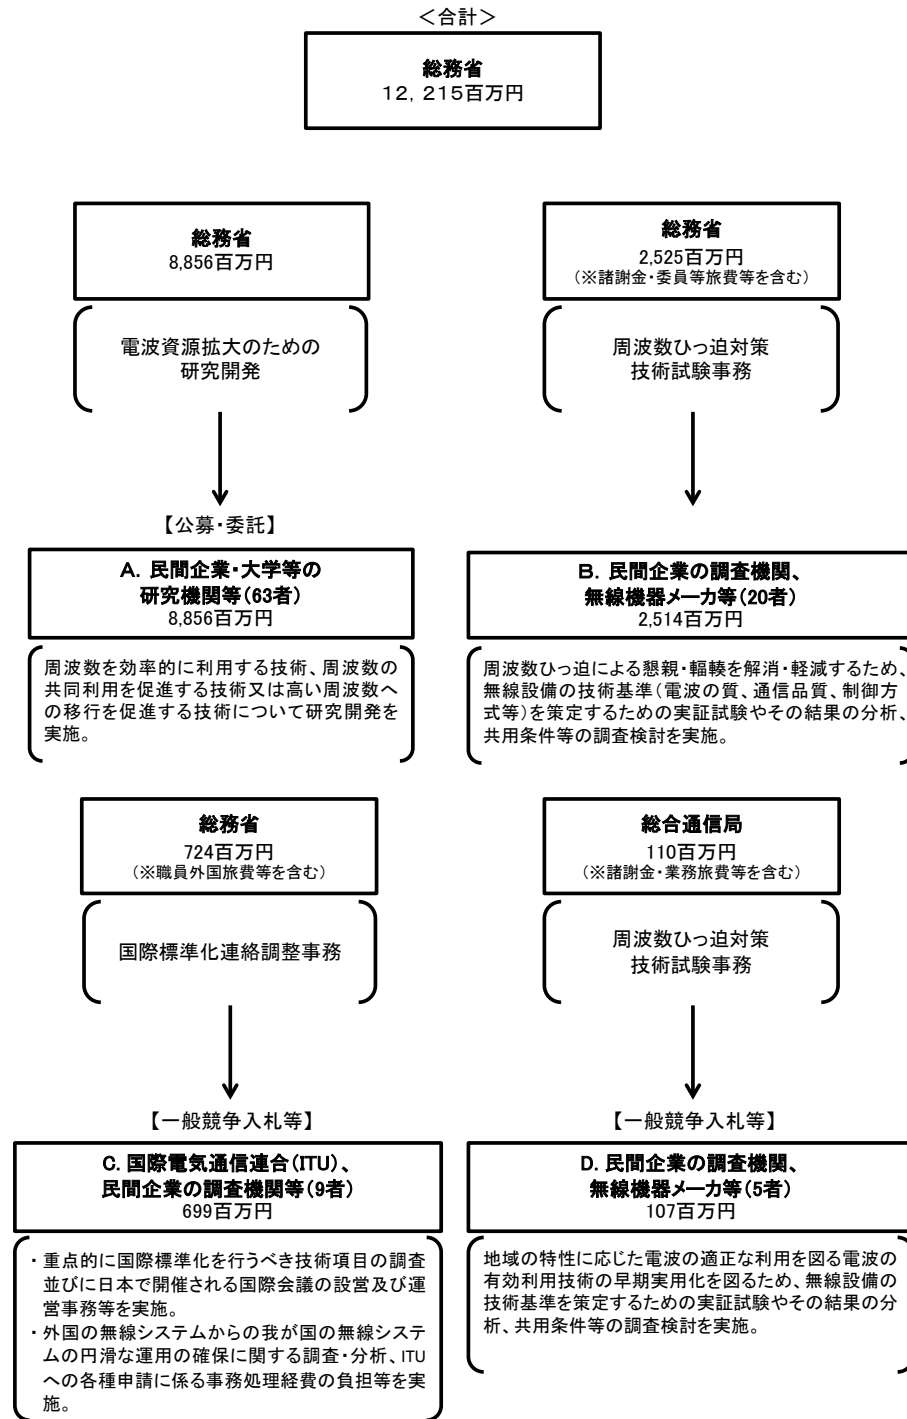 ＜合計＞
総務省
１２，２１５百万円
総務省
8,856百万円
電波資源拡大のための
研究開発
【公募・委託】
A．民間企業・大学等の
研究機関等（63者）
8,856百万円
周波数を効率的に利用する技術、周波数の
共同利用を促進する技術又は高い周波数へ
の移行を促進する技術について研究開発を
実施。
総務省
2,525百万円
（※諸謝金・委員等旅費等を含む）
周波数ひっ迫対策
技術試験事務
B．民間企業の調査機関、
無線機器メーカ等（20者）
2,514百万円
周波数ひっ迫による懇親・輻輳を解消・軽減するため、
無線設備の技術基準（電波の質、通信品質、制御方
式等）を策定するための実証試験やその結果の分析、
共用条件等の調査検討を実施。
総務省
724百万円
（※職員外国旅費等を含む）
国際標準化連絡調整事務
【一般競争入札等】
C．国際電気通信連合（ITU）、
民間企業の調査機関等（9者）
699百万円
・重点的に国際標準化を行うべき技術項目の調査
並びに日本で開催される国際会議の設営及び運
営事務等を実施。
・外国の無線システムからの我が国の無線システ
ムの円滑な運用の確保に関する調査・分析、ITU
への各種申請に係る事務処理経費の負担等を実
施。
総合通信局
110百万円
（※諸謝金・業務旅費等を含む）
周波数ひっ迫対策
技術試験事務
【一般競争入札等】
D．民間企業の調査機関、
無線機器メーカ等（5者）
107百万円
地域の特性に応じた電波の適正な利用を図る電波の
有効利用技術の早期実用化を図るため、無線設備の
技術基準を策定するための実証試験やその結果の分
析、共用条件等の調査検討を実施。